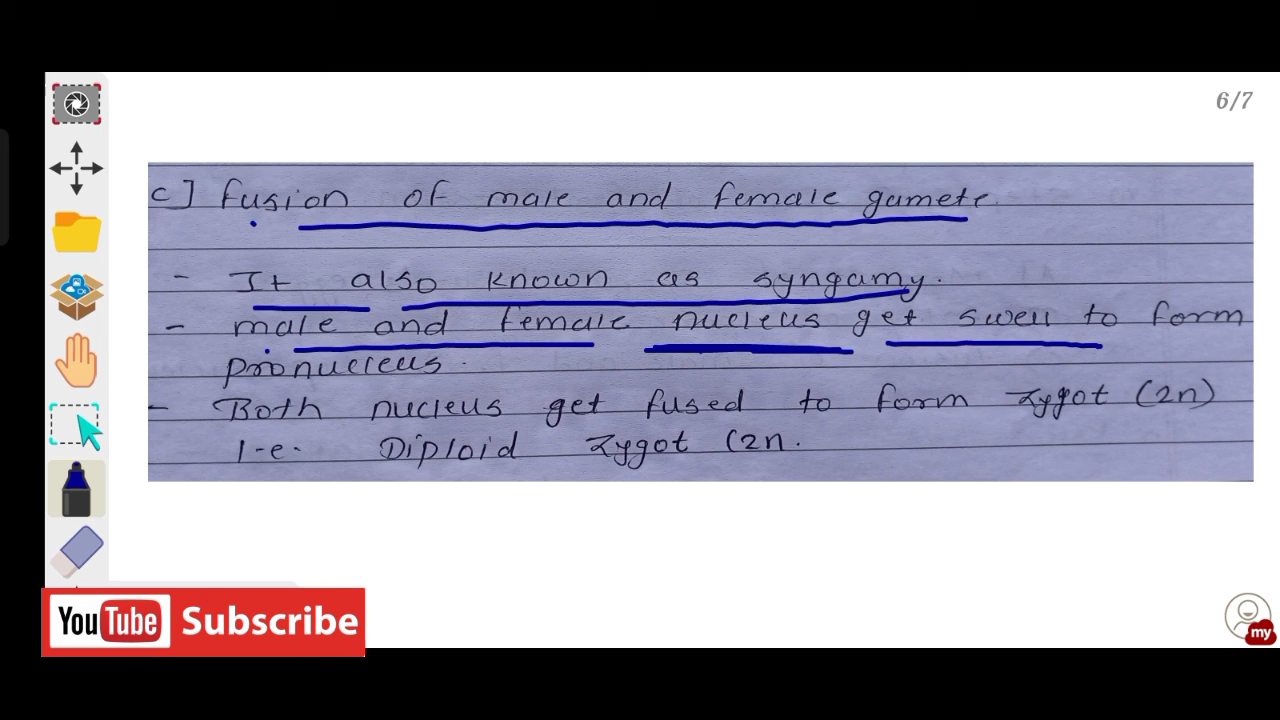 6/7
c] fusion of male and female gamete
- It also known as syngamy.
- male and female nucleus get swell to form
pronucleus.
- Both nucleus get fused to form Zygot (2n)
I-e. Diploid Zygot (2n.
YouTube Subscribe
my